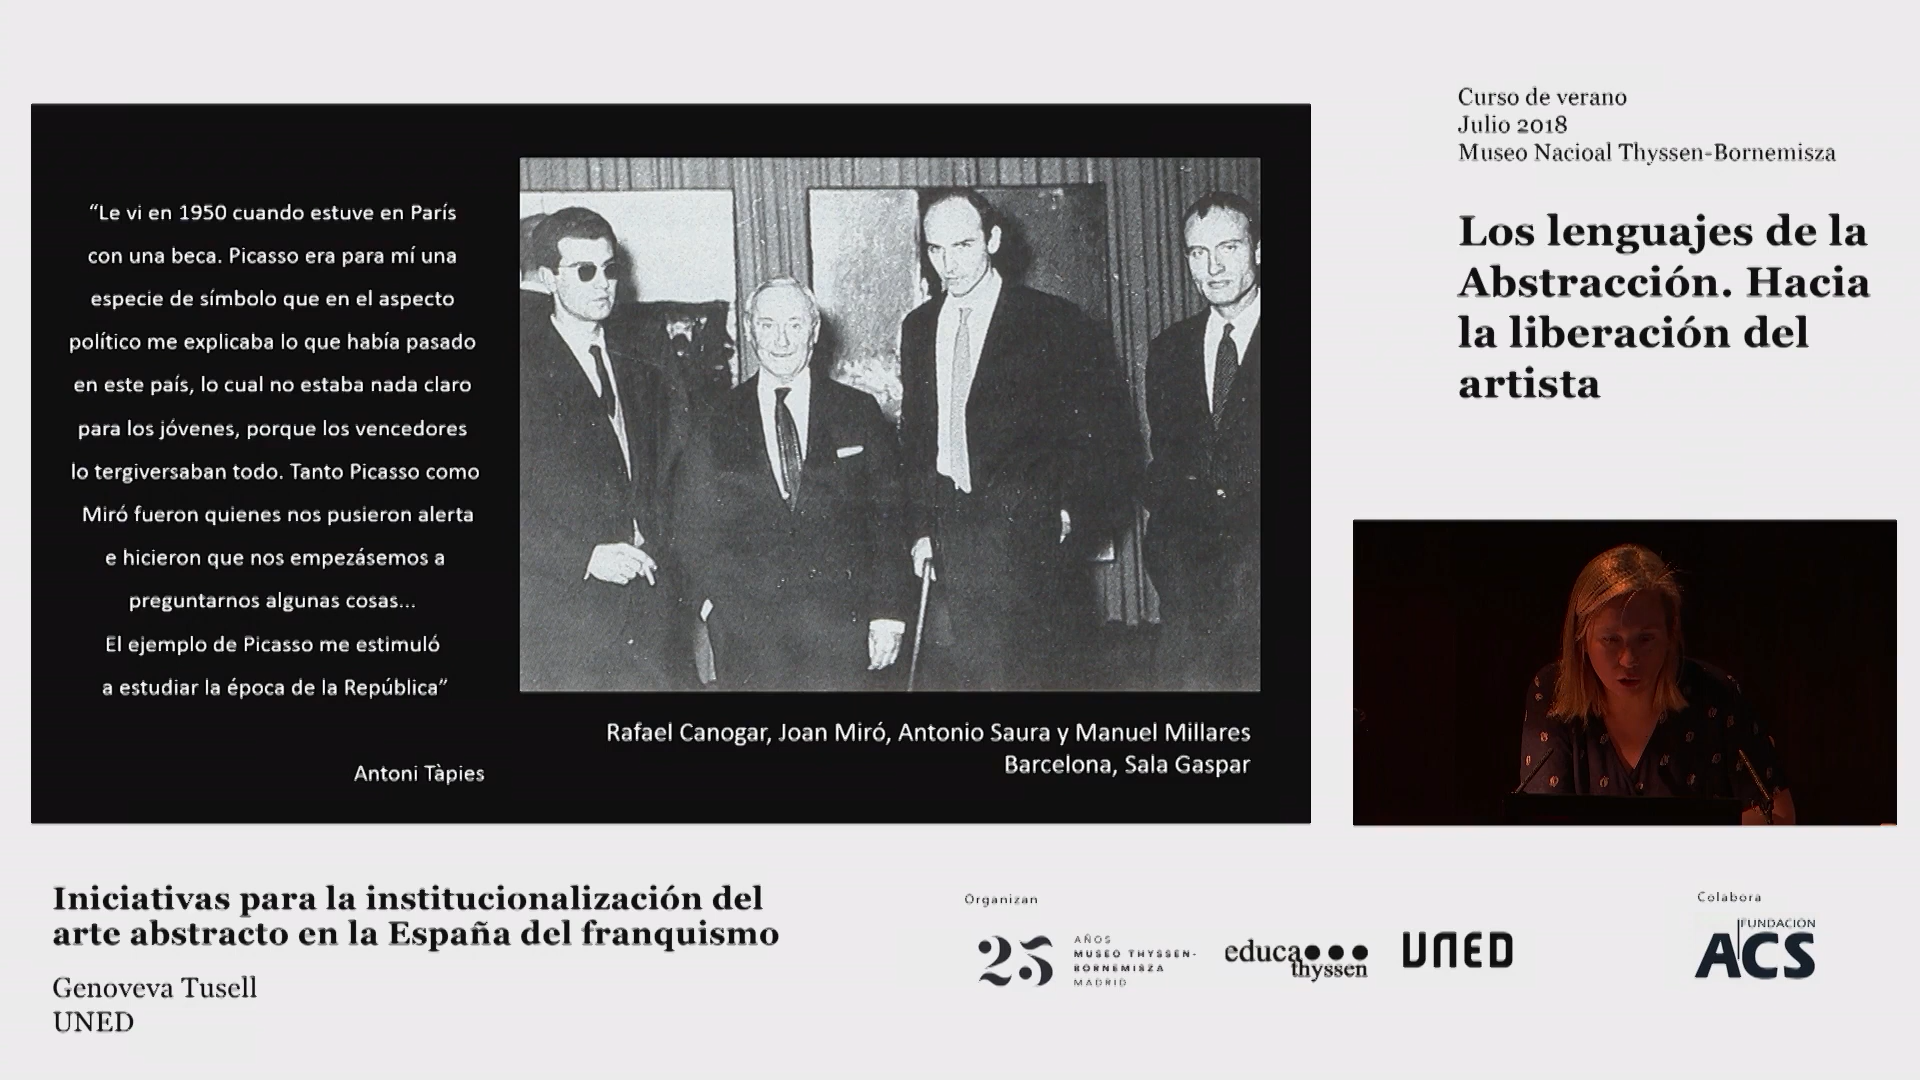 Curso de verano
Julio 2018
Museo Nacioal Thyssen-Bornemisza
Los lenguajes de la
Abstracción. Hacia
la liberación del
artista
“Le vi en 1950 cuando estuve en París
con una beca. Picasso era para mí una
especie de símbolo que en el aspecto
político me explicaba lo que había pasado
en este país, lo cual no estaba nada claro
para los jóvenes, porque los vencedores
lo tergiversaban todo. Tanto Picasso como
Miró fueron quienes nos pusieron alerta
e hicieron que nos empezásemos a
preguntarnos algunas cosas...
El ejemplo de Picasso me estimuló
a estudiar la época de la República”
Antoni Tàpies
Rafael Canogar, Joan Miró, Antonio Saura y Manuel Millares
Barcelona, Sala Gaspar
Iniciativas para la institucionalización del
arte abstracto en la España del franquismo
Genoveva Tusell
UNED
Organizan
25
AÑOS
MUSEO THYSSEN-
BORNEMISZA
MADRID
educa
thyssen
UNED
Colabora
FUNDACIÓN
ACS